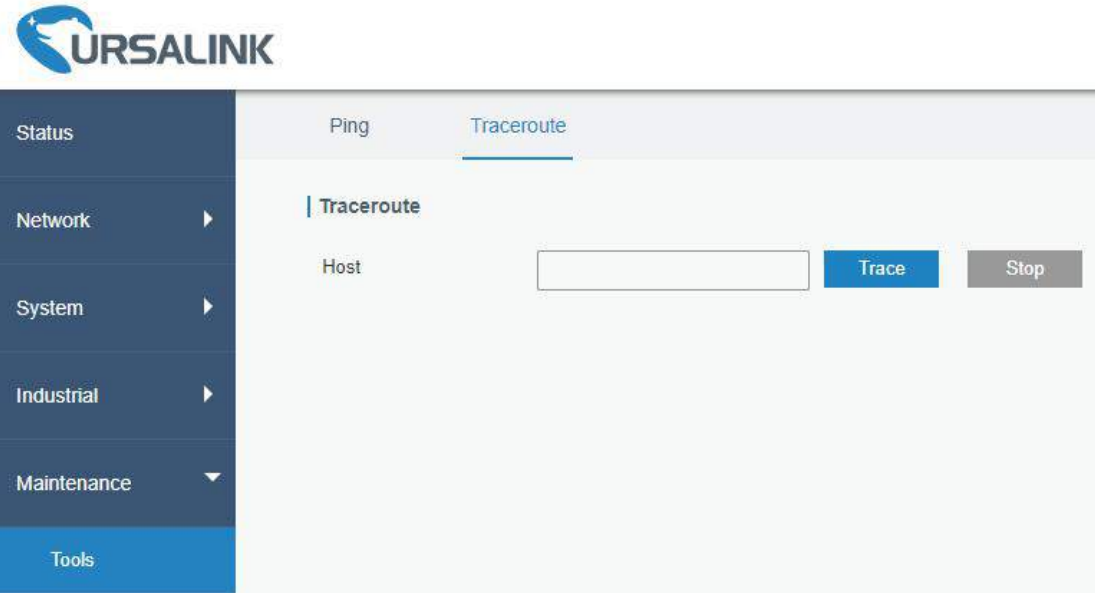 URSALINK
Status
Ping Traceroute
Network
Traceroute
Host Trace Stop
System
Industrial
Maintenance
Tools